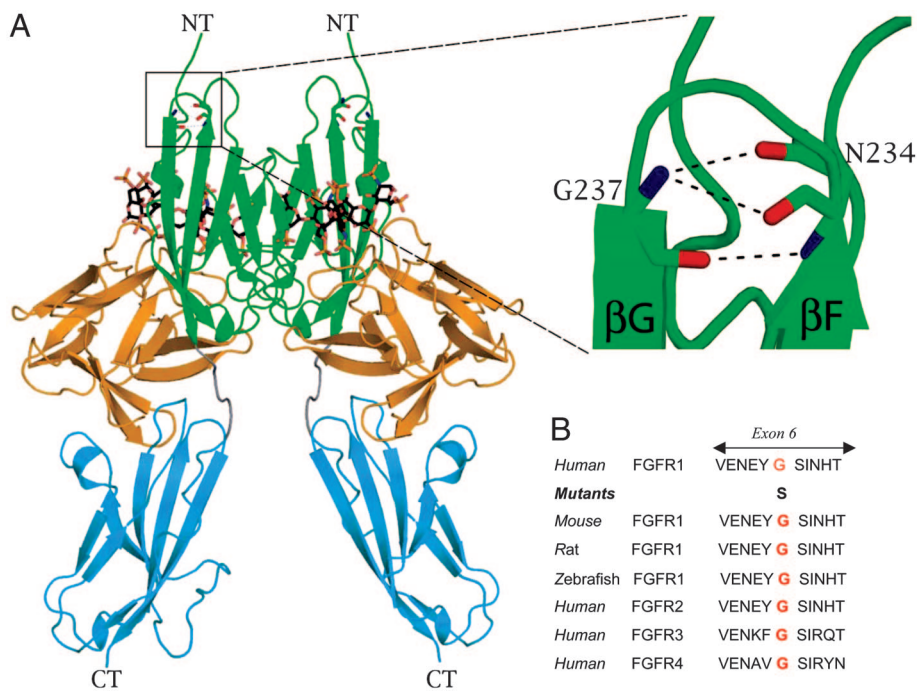 A
NT
NT
G237
N234
βG
βF
CT
CT
B
Exon 6
Human FGFR1 VENEY G SINHT
Mutants S
Mouse FGFR1 VENEY G SINHT
Rat FGFR1 VENEY G SINHT
Zebrafish FGFR1 VENEY G SINHT
Human FGFR2 VENEY G SINHT
Human FGFR3 VENKF G SIRQT
Human FGFR4 VENAV G SIRYN